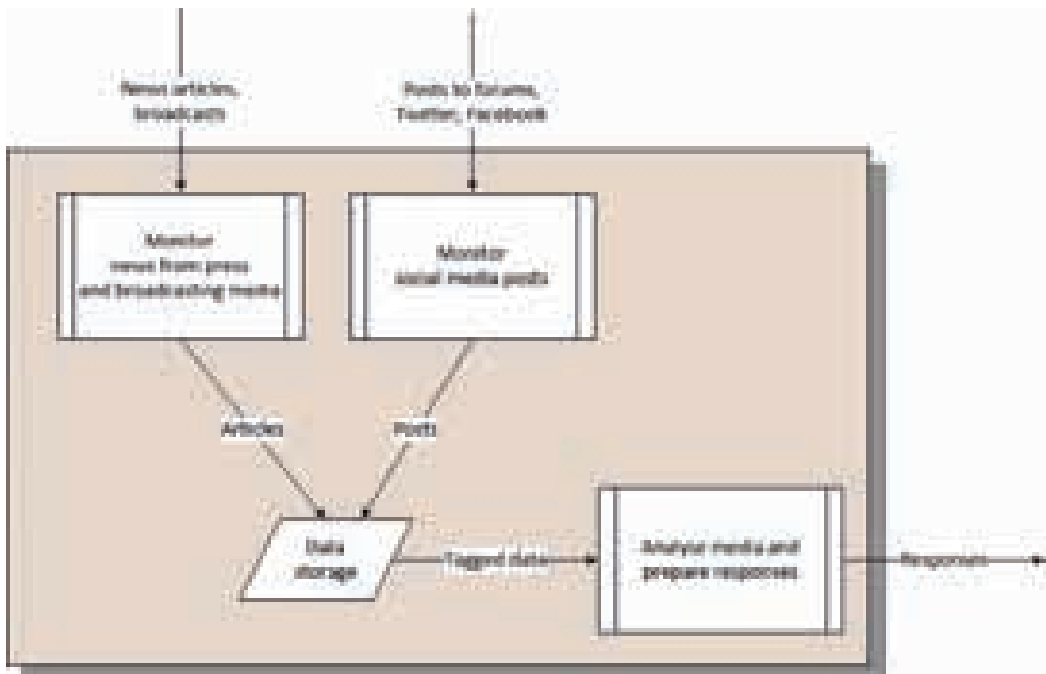 News articles,
broadcasts
Posts to forums,
Twitter, Facebook
Monitor
news from press
and broadcasting media
Monitor
social media posts
Articles
Posts
Data
storage
Tagged data
Analyse media and
prepare responses
Responses